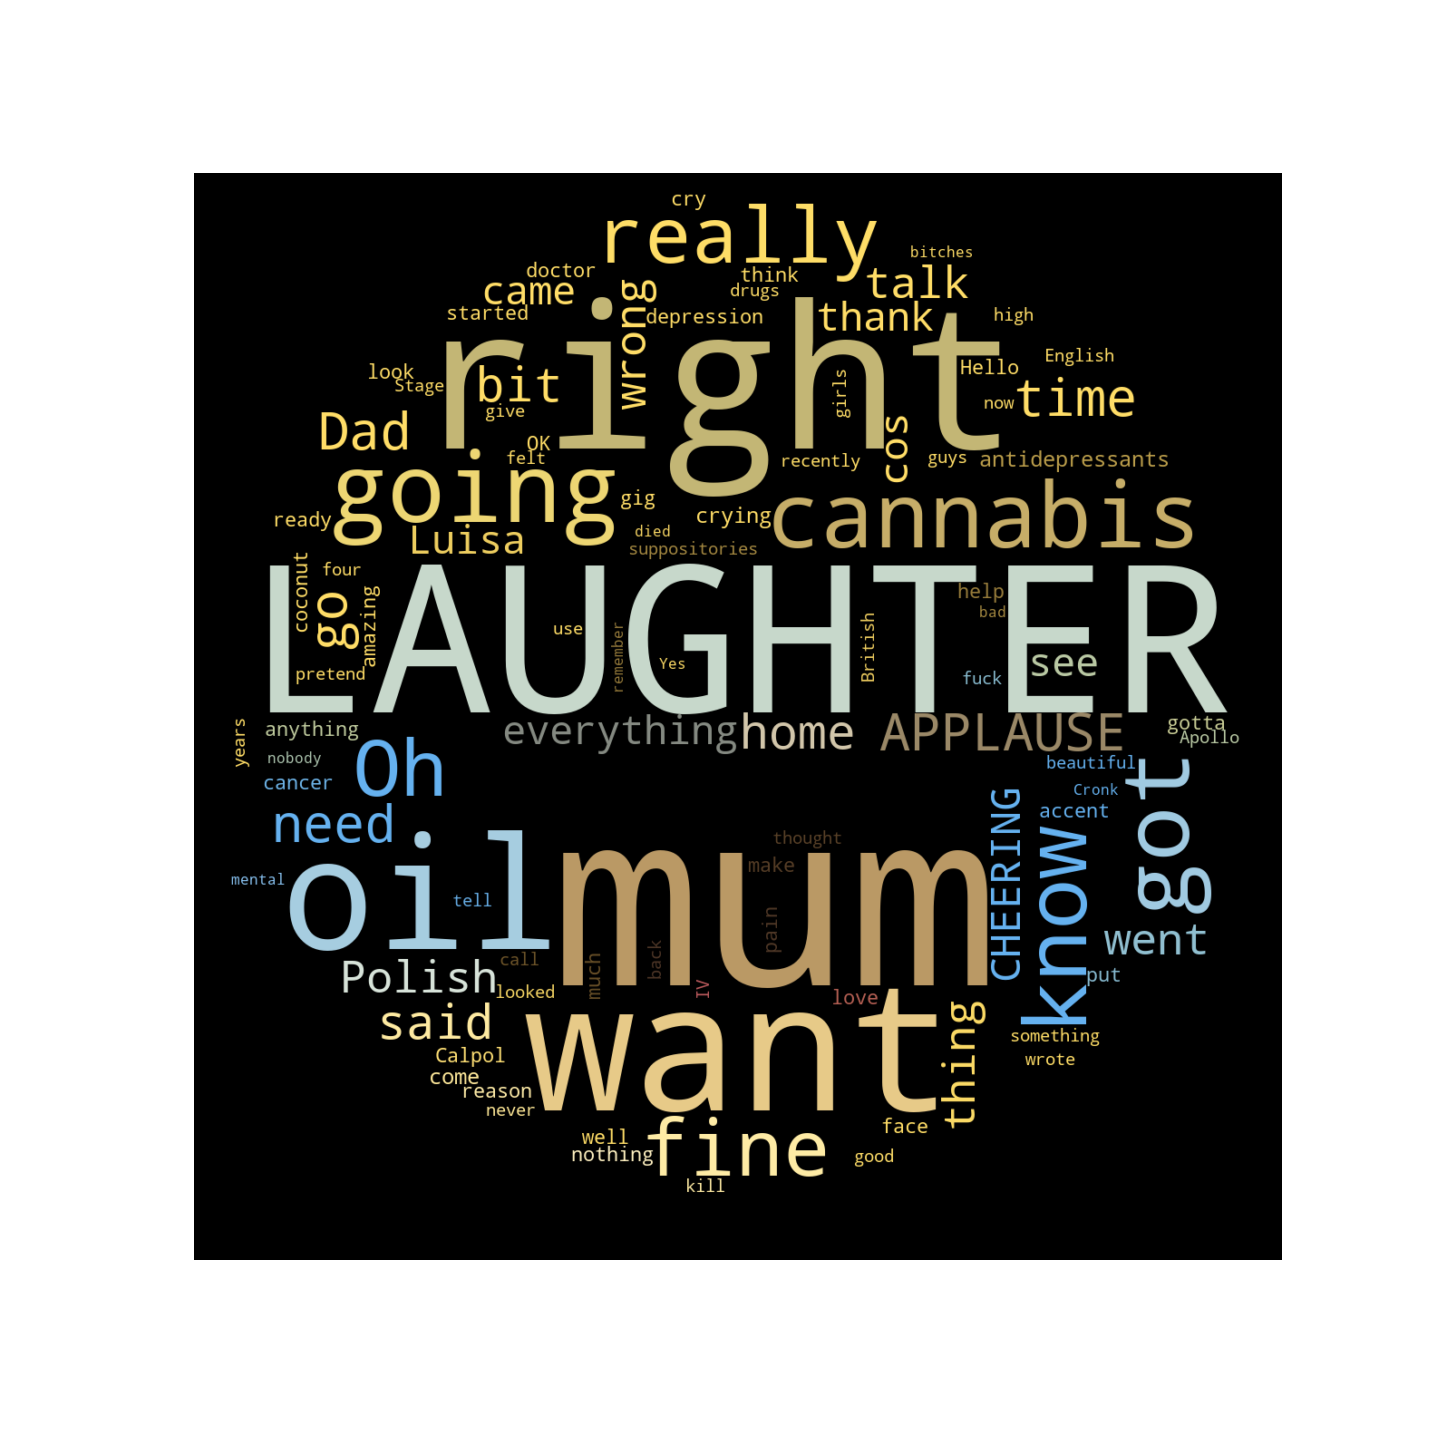 cry
really
bitches
doctor
think
talk
came
drugs
wrong
started
depression
thank
high
right
English
look
Stage
bit
Hello
girls
time
give
now
Dad
OK
cos
felt
recently
guys
antidepressants
going
gig
cannabis
ready
crying
Luisa
died
suppositories
coconut
four
go
amazing
LAUGHTER
help
bad
use
remember
British
Yes
see
pretend
fuck
years
anything
everything
home
APPLAUSE
gotta
Apollo
nobody
Oh
beautiful
got
cancer
Cronk
accent
need
CHEERING
know
thought
oil
mum
make
mental
tell
pain
went
back
call
much
Polish
put
looked
IV
love
said
want
thing
something
Calpol
wrote
come
reason
never
face
well
fine
nothing
good
kill